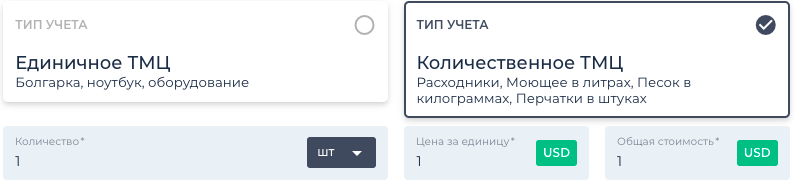 ТИП УЧЕТА
Единичное ТМЦ
Болгарка, ноутбук, оборудование
ТИП УЧЕТА
Количественное ТМЦ
Расходники, Моющее в литрах, Песок в
килограммах, Перчатки в штуках
Количество*
1
шт
Цена за единицу*
1
USD
Общая стоимость*
1
USD